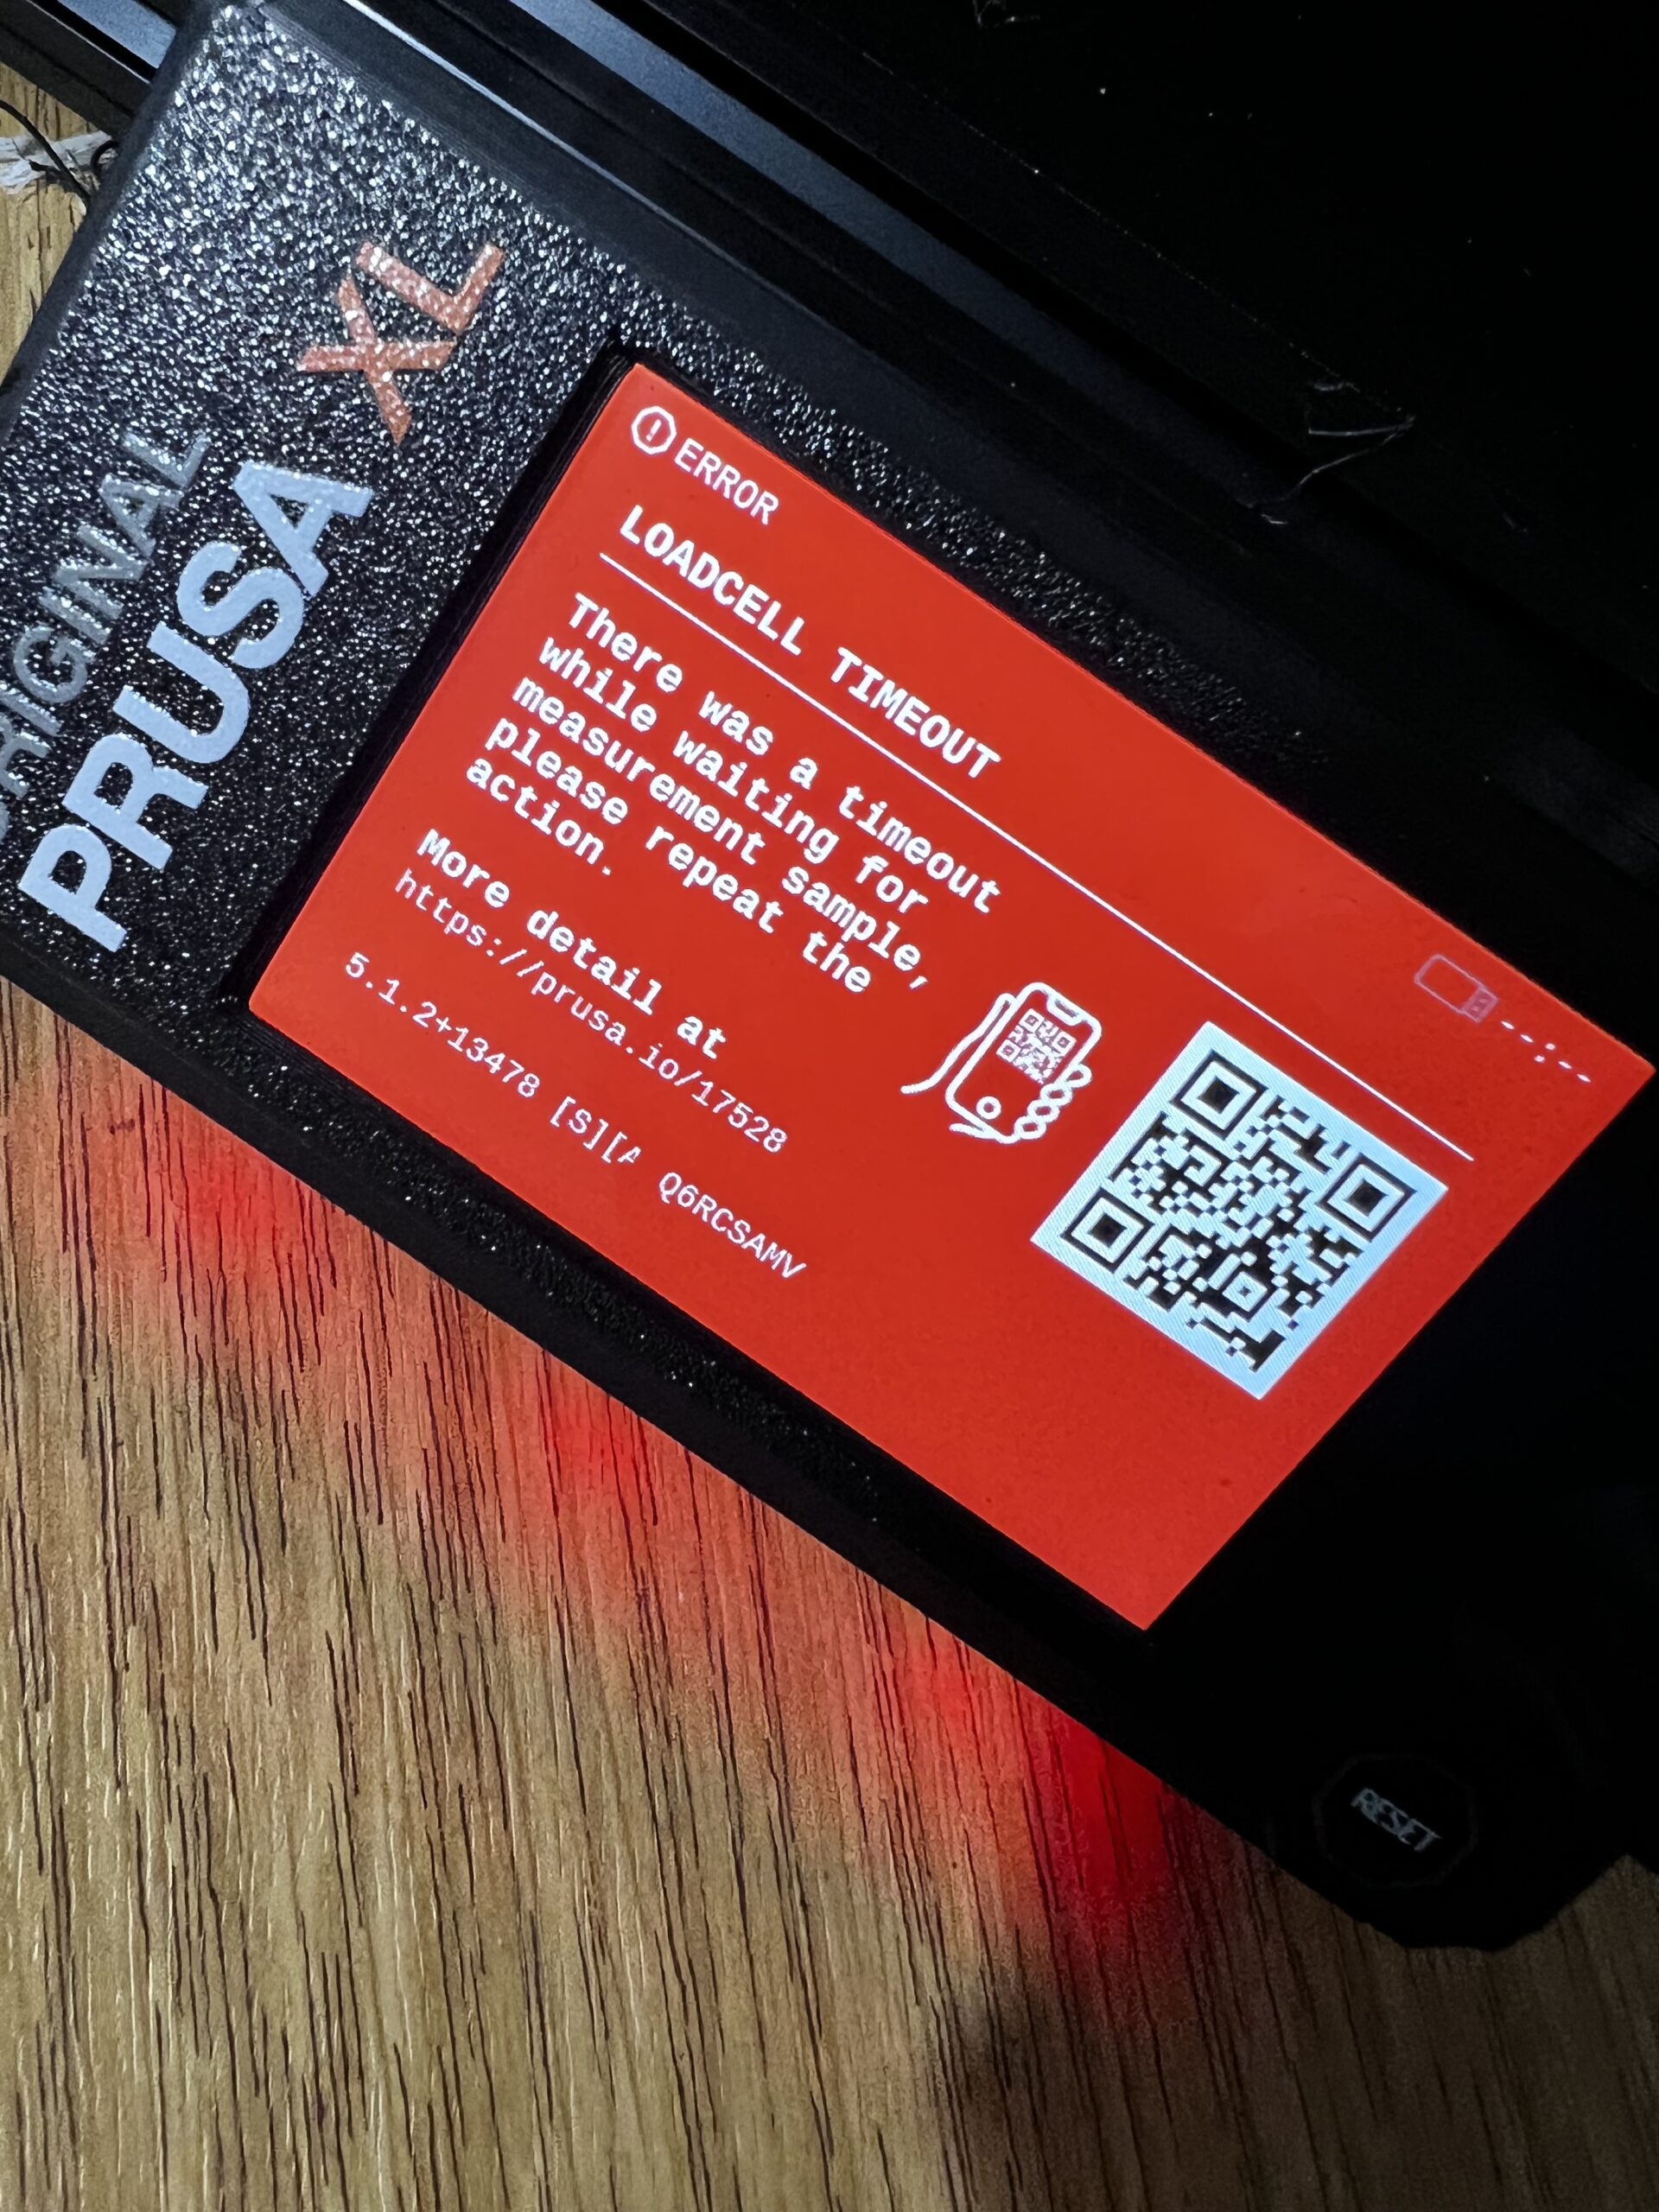 ORIGINAL
PRUSA XL
ERROR
--:--
LOADCELL TIMEOUT
There was a timeout
while waiting for
measurement sample,
please repeat the
action.
More detail at
https://prusa.io/17528
5.1.2+13478 [S][A Q6RCSAMV
RESET